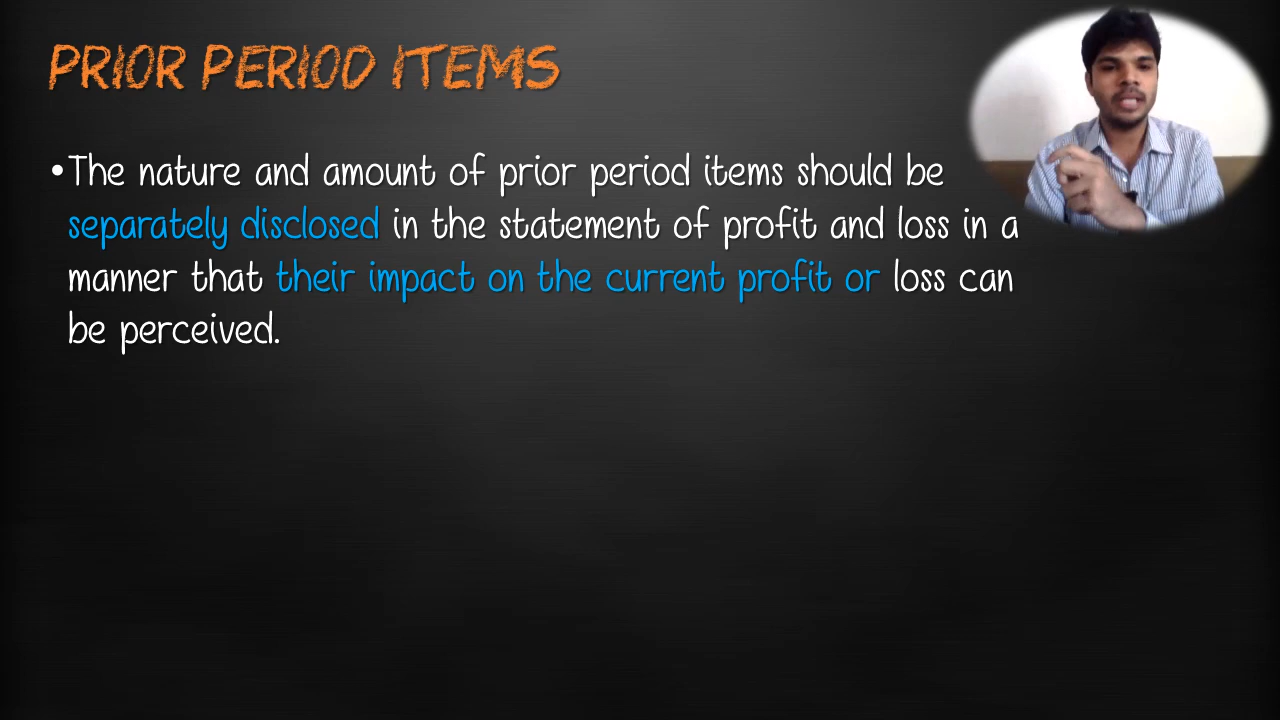 PRIOR PERIOD ITEMS
•The nature and amount of prior period items should be
separately disclosed in the statement of profit and loss in a
manner that their impact on the current profit or loss can
be perceived.